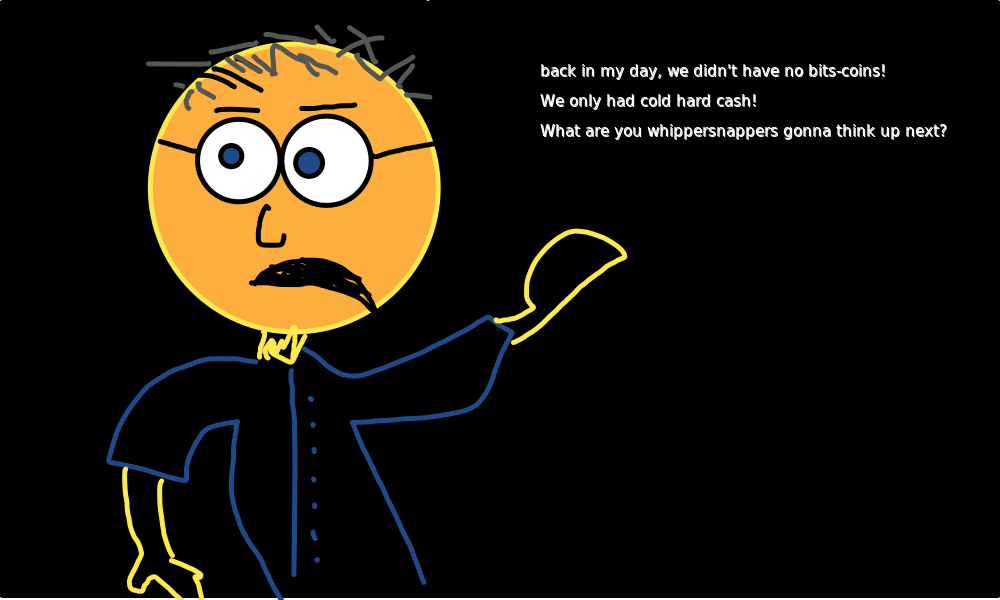 back in my day, we didn't have no bits-coins!
We only had cold hard cash!
What are you whippersnappers gonna think up next?